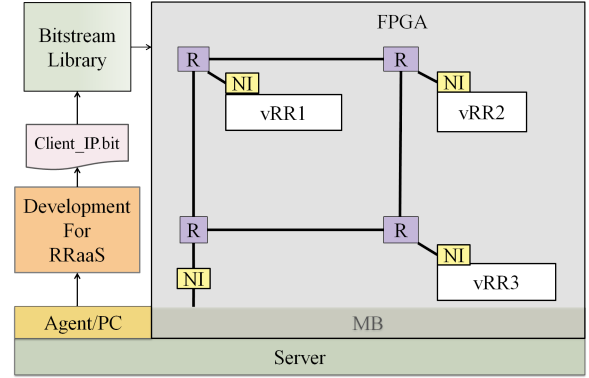 Bitstream
Library
Client_IP.bit
Development
For
RRaaS
Agent/PC
FPGA
R
R
NI
vRR1
NI
vRR2
R
R
NI
NI
vRR3
MB
Server